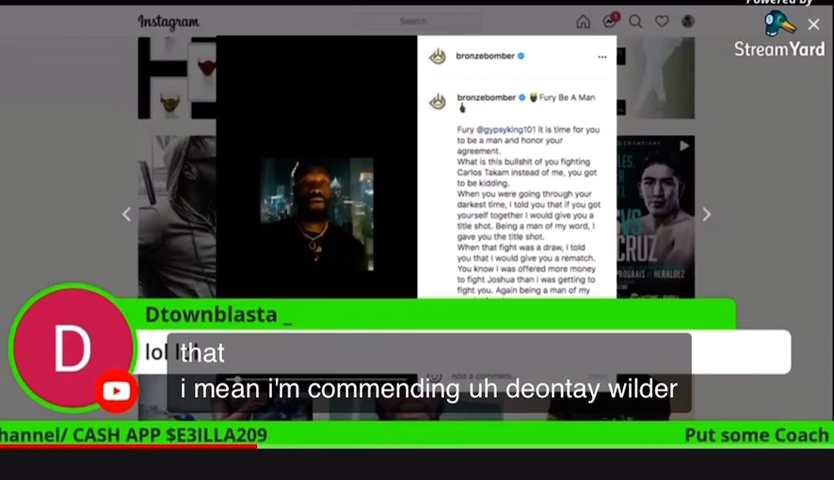 Powered by
StreamYard
Instagram
Search
bronzebomber
bronzebomber Fury Be A Man
Fury @gypsyking101 it is time for you
to be a man and honor your
agreement.
What is this bullshit of you fighting
Carlos Takam instead of me, you got
to be kidding.
When you were going through your
darkest time, I told you that if you got
yourself together I would give you a
title shot. Being a man of my word, I
gave you the title shot.
When that fight was a draw, I told
you that I would give you a rematch.
You know I was offered more money
to fight Joshua than I was getting to
fight you. Again being a man of my
VS
CRUZ
PROGRAIS HERALDEZ
Dtownblasta _
lol
that
i mean i'm commending uh deontay wilder
D
Add a comment...
hannel/ CASH APP $E3ILLA209
Put some Coach